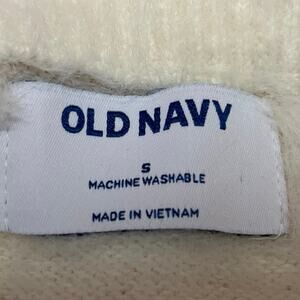 OLD NAVY
S
MACHINE WASHABLE
MADE IN VIETNAM